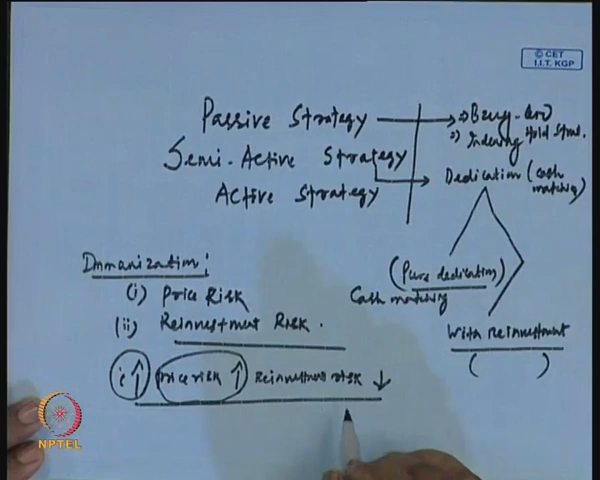 © CET
I.I.T. KGP
Passive Strategy → ⇒ Buy-and
⇒ Indexing Hold Strat.
Semi-Active Strategy → Dedication (cash
matching)
Active Strategy
Immunization:
(i) Price Risk
(ii) Reinvestment Risk.
(Pure dedication)
Cash matching
With Reinvestment
( )
i ↑ Price risk ↑ Reinvestment risk ↓
NPTEL